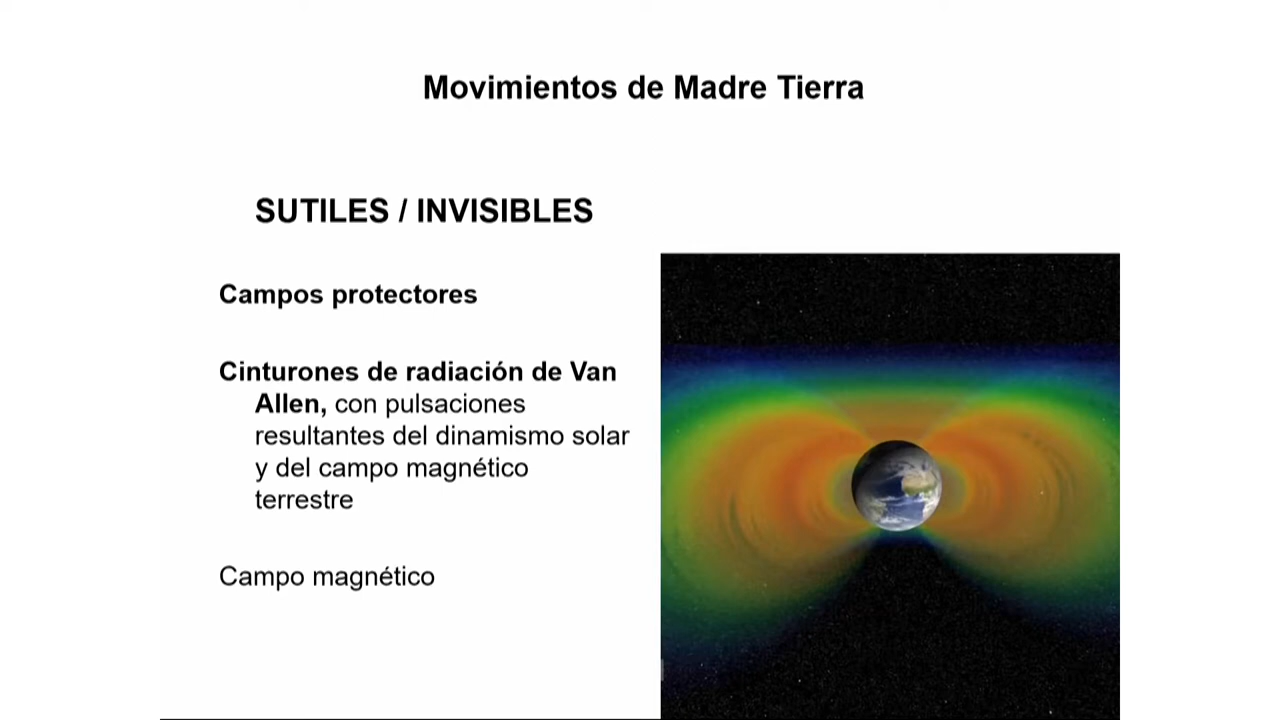 Movimientos de Madre Tierra
SUTILES / INVISIBLES
Campos protectores
Cinturones de radiación de Van
Allen, con pulsaciones
resultantes del dinamismo solar
y del campo magnético
terrestre
Campo magnético